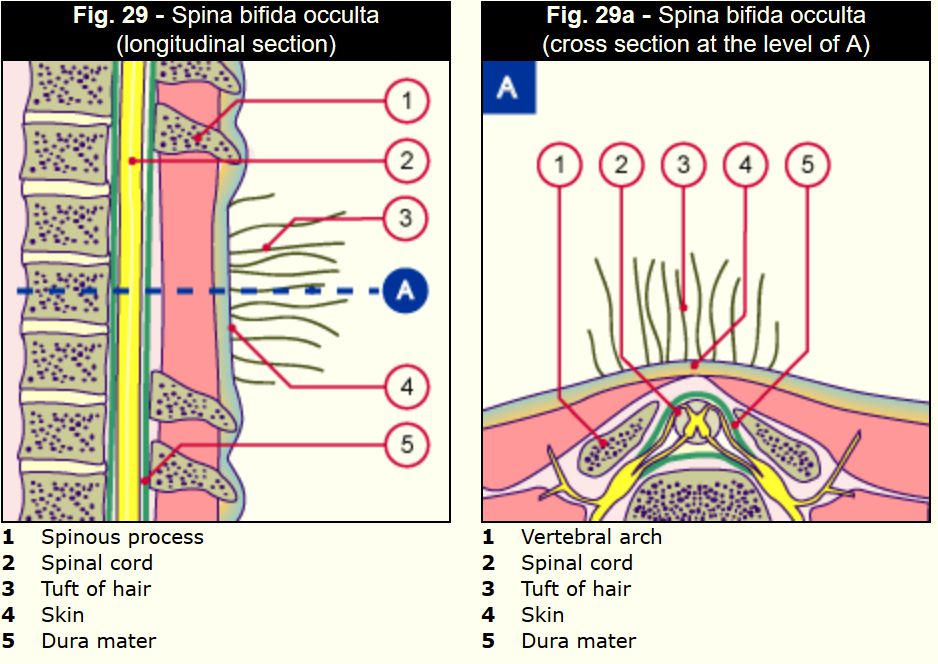 Fig. 29 - Spina bifida occulta
(longitudinal section)
1
2
3
A
4
5
1 Spinous process
2 Spinal cord
3 Tuft of hair
4 Skin
5 Dura mater
Fig. 29a - Spina bifida occulta
(cross section at the level of A)
A
1 2 3 4 5
1 Vertebral arch
2 Spinal cord
3 Tuft of hair
4 Skin
5 Dura mater